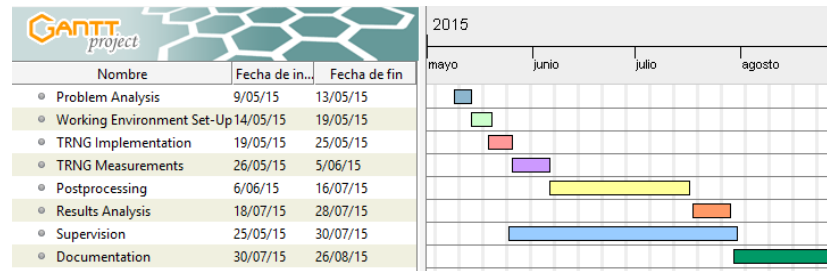 GANTT
project
2015
mayo junio julio agosto
Nombre Fecha de in... Fecha de fin
Problem Analysis 9/05/15 13/05/15
Working Environment Set-Up 14/05/15 19/05/15
TRNG Implementation 19/05/15 25/05/15
TRNG Measurements 26/05/15 5/06/15
Postprocessing 6/06/15 16/07/15
Results Analysis 18/07/15 28/07/15
Supervision 25/05/15 30/07/15
Documentation 30/07/15 26/08/15